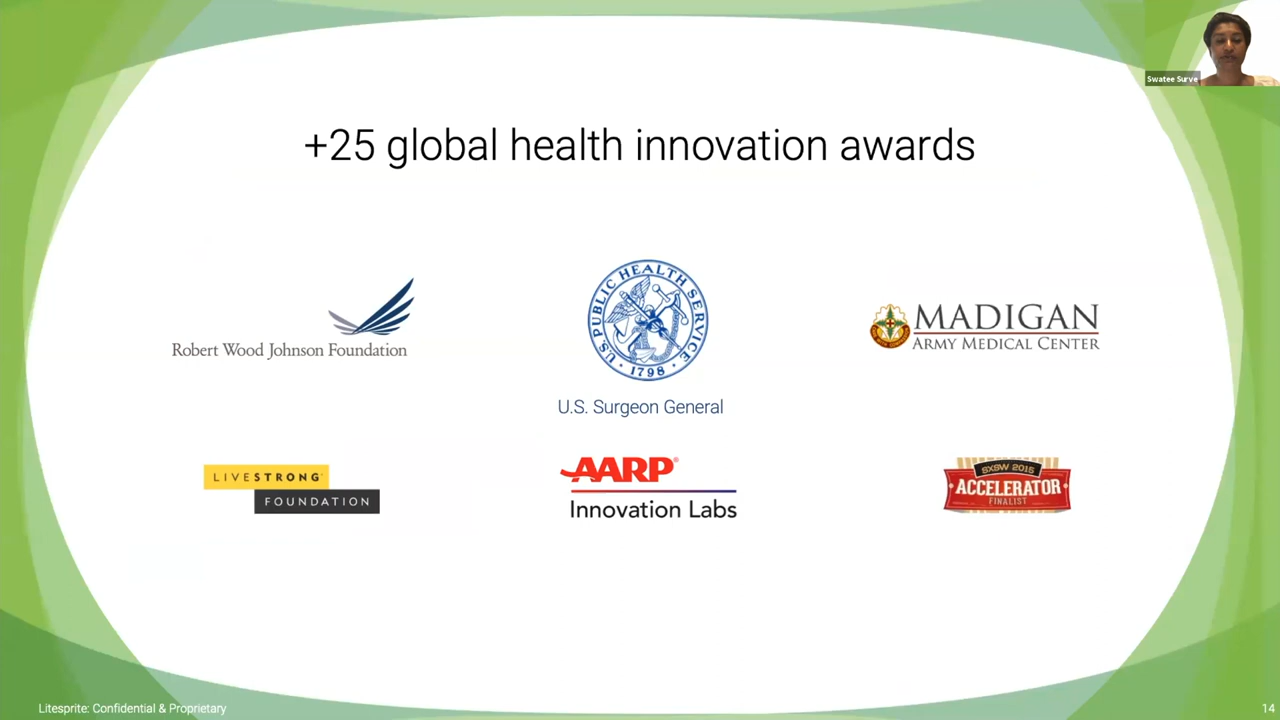 Swatee Surve
+25 global health innovation awards
Robert Wood Johnson Foundation
U.S. PUBLIC HEALTH SERVICE
· 1798 ·
U.S. Surgeon General
MADIGAN
ARMY MEDICAL CENTER
LIVESTRONG®
FOUNDATION
AARP®
Innovation Labs
SXSW 2015
ACCELERATOR
FINALIST
Litesprite: Confidential & Proprietary
14